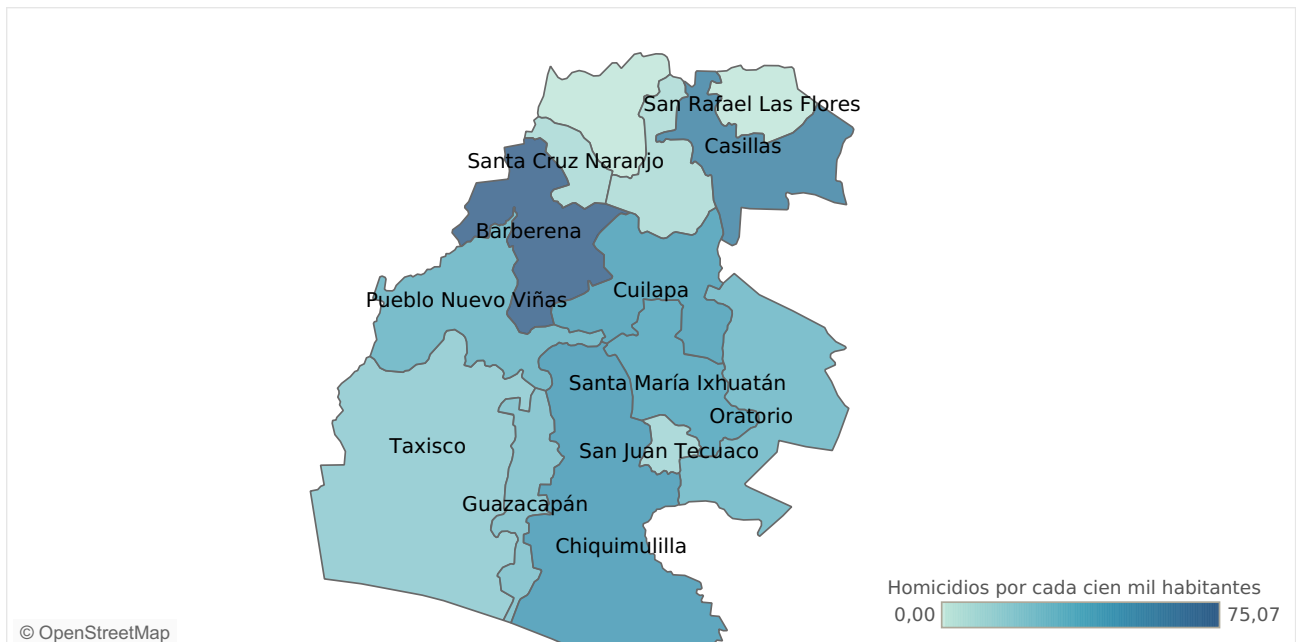 San Rafael Las Flores
Casillas
Santa Cruz Naranjo
Barberena
Cuilapa
Pueblo Nuevo Viñas
Santa María Ixhuatán
Oratorio
Taxisco
San Juan Tecuaco
Guazacapán
Chiquimulilla
Homicidios por cada cien mil habitantes
0,00 75,07
© OpenStreetMap